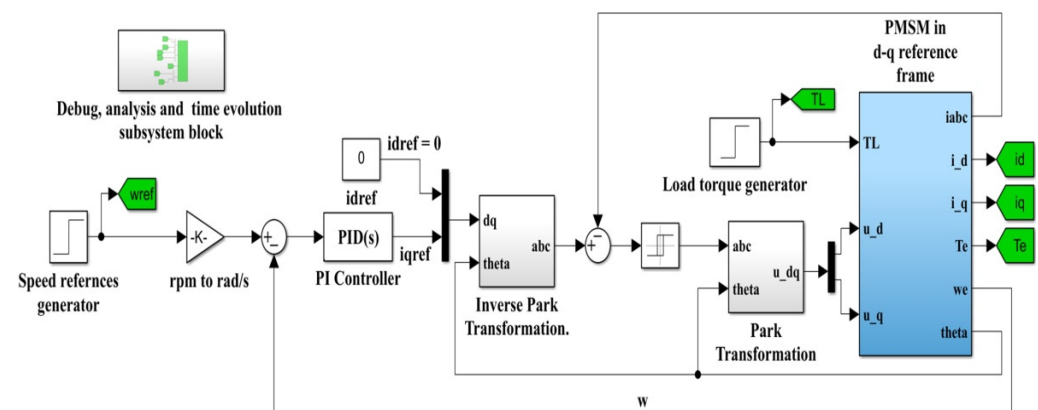 PMSM in
d-q reference
frame
Debug, analysis and time evolution
subsystem block
TL
iabc
idref = 0
0
TL
i_d
id
idref
Load torque generator
wref
i_q
iq
dq
abc
u_d
-K-
+
-
PID(s)
abc
+
-
u_dq
Te
Te
iqref
theta
theta
Speed refernces
generator
rpm to rad/s
PI Controller
we
Inverse Park
Transformation.
u_q
Park
Transformation
theta
w